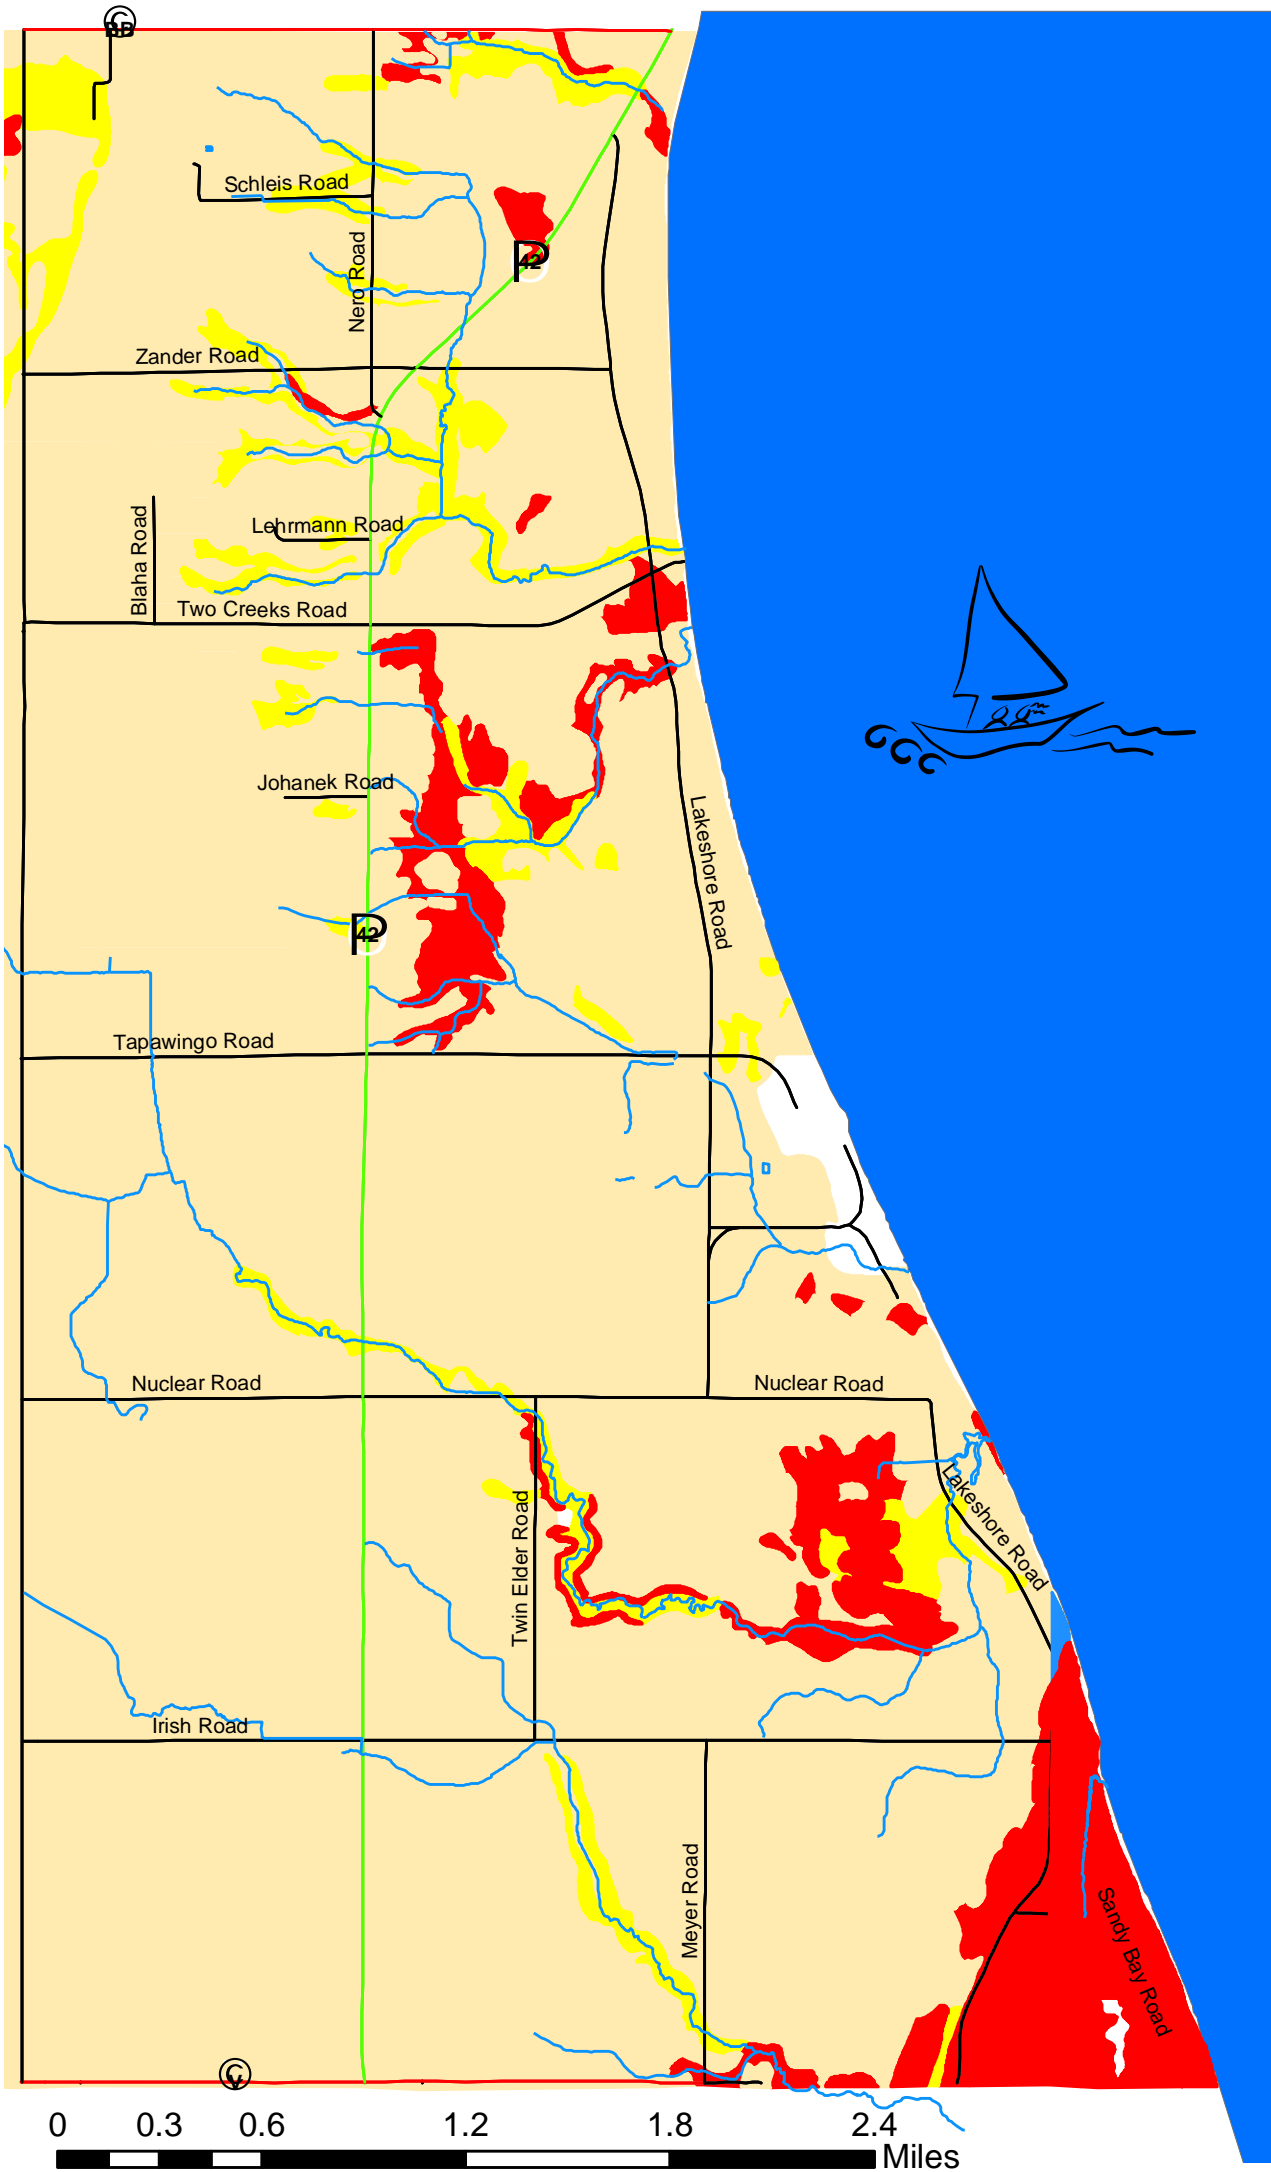 C
BB
Schleis Road
P
42
Nero Road
Zander Road
Lehrmann Road
Blaha Road
Two Creeks Road
Johanek Road
Lakeshore Road
P
42
Tapawingo Road
Nuclear Road
Nuclear Road
Lakeshore Road
Twin Elder Road
Irish Road
Meyer Road
Sandy Bay Road
C
V
0 0.3 0.6 1.2 1.8 2.4
Miles